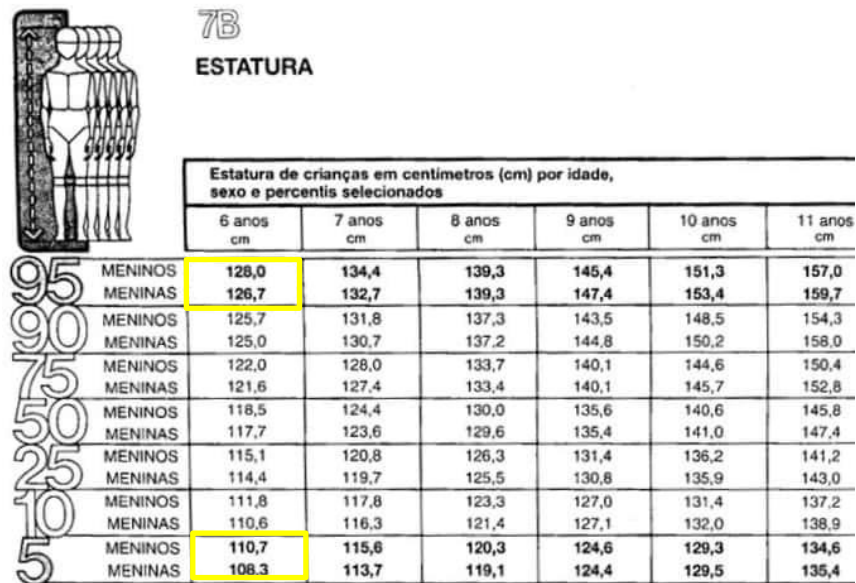 7B
ESTATURA
Estatura de crianças em centímetros (cm) por idade,
sexo e percentis selecionados
6 anos 7 anos 8 anos 9 anos 10 anos 11 anos
cm cm cm cm cm cm
95 MENINOS 128,0 134,4 139,3 145,4 151,3 157,0
MENINAS 126,7 132,7 139,3 147,4 153,4 159,7
90 MENINOS 125,7 131,8 137,3 143,5 148,5 154,3
MENINAS 125,0 130,7 137,2 144,8 150,2 158,0
75 MENINOS 122,0 128,0 133,7 140,1 144,6 150,4
MENINAS 121,6 127,4 133,4 140,1 145,7 152,8
50 MENINOS 118,5 124,4 130,0 135,6 140,6 145,8
MENINAS 117,7 123,6 129,6 135,4 141,0 147,4
25 MENINOS 115,1 120,8 126,3 131,4 136,2 141,2
MENINAS 114,4 119,7 125,5 130,8 135,9 143,0
10 MENINOS 111,8 117,8 123,3 127,0 131,4 137,2
MENINAS 110,6 116,3 121,4 127,1 132,0 138,9
5 MENINOS 110,7 115,6 120,3 124,6 129,3 134,6
MENINAS 108.3 113,7 119,1 124,4 129,5 135,4